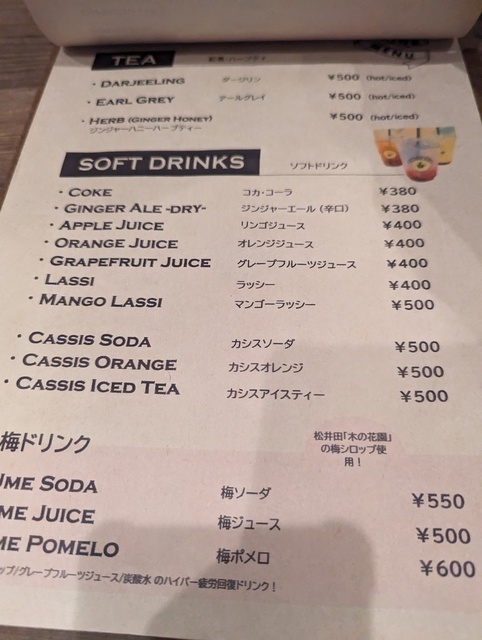 TEA 紅茶・ハーブティ
MENU
・DARJEELING ダージリン ¥500 (hot/iced)
・EARL GREY アールグレイ ¥500 (hot/iced)
・HERB (GINGER HONEY) ¥500 (hot/iced)
ジンジャーハニーハーブティー
SOFT DRINKS ソフトドリンク
・COKE コカ・コーラ ¥380
・GINGER ALE -DRY- ジンジャーエール (辛口) ¥380
・APPLE JUICE リンゴジュース ¥400
・ORANGE JUICE オレンジジュース ¥400
・GRAPEFRUIT JUICE グレープフルーツジュース ¥400
・LASSI ラッシー ¥400
・MANGO LASSI マンゴーラッシー ¥500
・CASSIS SODA カシスソーダ ¥500
・CASSIS ORANGE カシスオレンジ ¥500
・CASSIS ICED TEA カシスアイスティー ¥500
梅ドリンク
松井田「木の花園」
の梅シロップ使
用！
UME SODA 梅ソーダ ¥550
ME JUICE 梅ジュース ¥500
ME POMELO 梅ポメロ ¥600
ップ/グレープフルーツジュース/炭酸水 のハイパー疲労回復ドリンク！